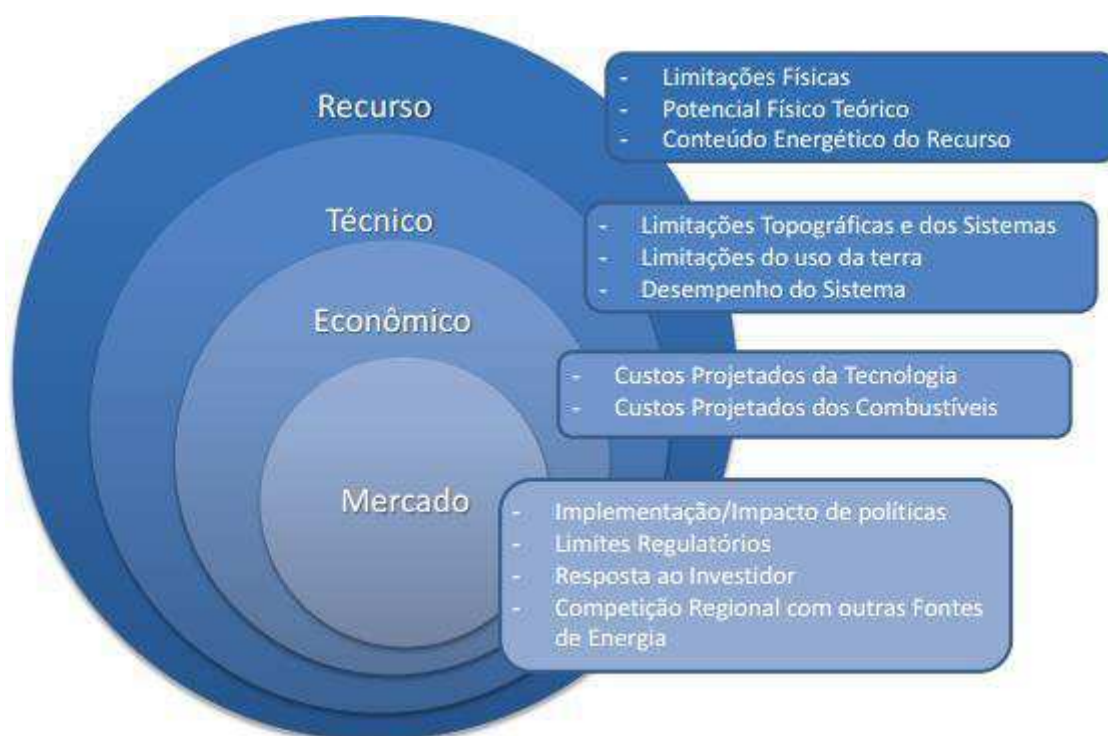 Recurso
- Limitações Físicas
- Potencial Físico Teórico
- Conteúdo Energético do Recurso
Técnico
- Limitações Topográficas e dos Sistemas
- Limitações do uso da terra
- Desempenho do Sistema
Econômico
- Custos Projetados da Tecnologia
- Custos Projetados dos Combustíveis
Mercado
- Implementação/Impacto de políticas
- Limites Regulatórios
- Resposta ao Investidor
- Competição Regional com outras Fontes
de Energia